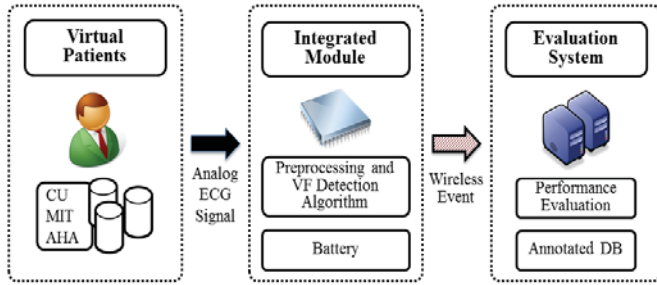 Virtual
Patients
CU
MIT
AHA
Analog
ECG
Signal
Integrated
Module
Preprocessing and
VF Detection
Algorithm
Battery
Wireless
Event
Evaluation
System
Performance
Evaluation
Annotated DB